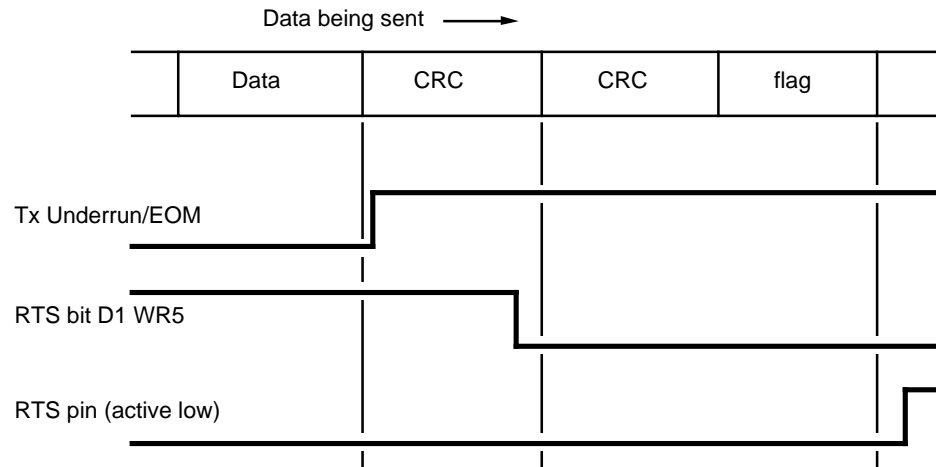 Data being sent
Data CRC CRC flag
Tx Underrun/EOM
RTS bit D1 WR5
RTS pin (active low)